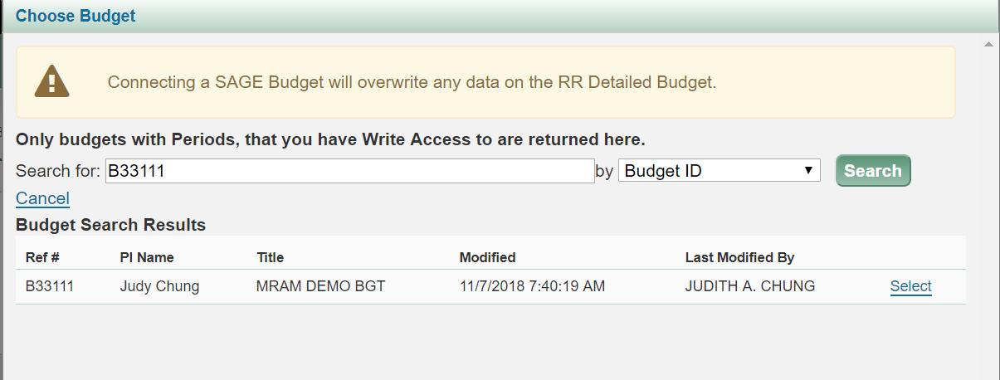 Choose Budget
Connecting a SAGE Budget will overwrite any data on the RR Detailed Budget.
Only budgets with Periods, that you have Write Access to are returned here.
Search for: B33111 by Budget ID Search
Cancel
Budget Search Results
Ref # PI Name Title Modified Last Modified By
B33111 Judy Chung MRAM DEMO BGT 11/7/2018 7:40:19 AM JUDITH A. CHUNG Select